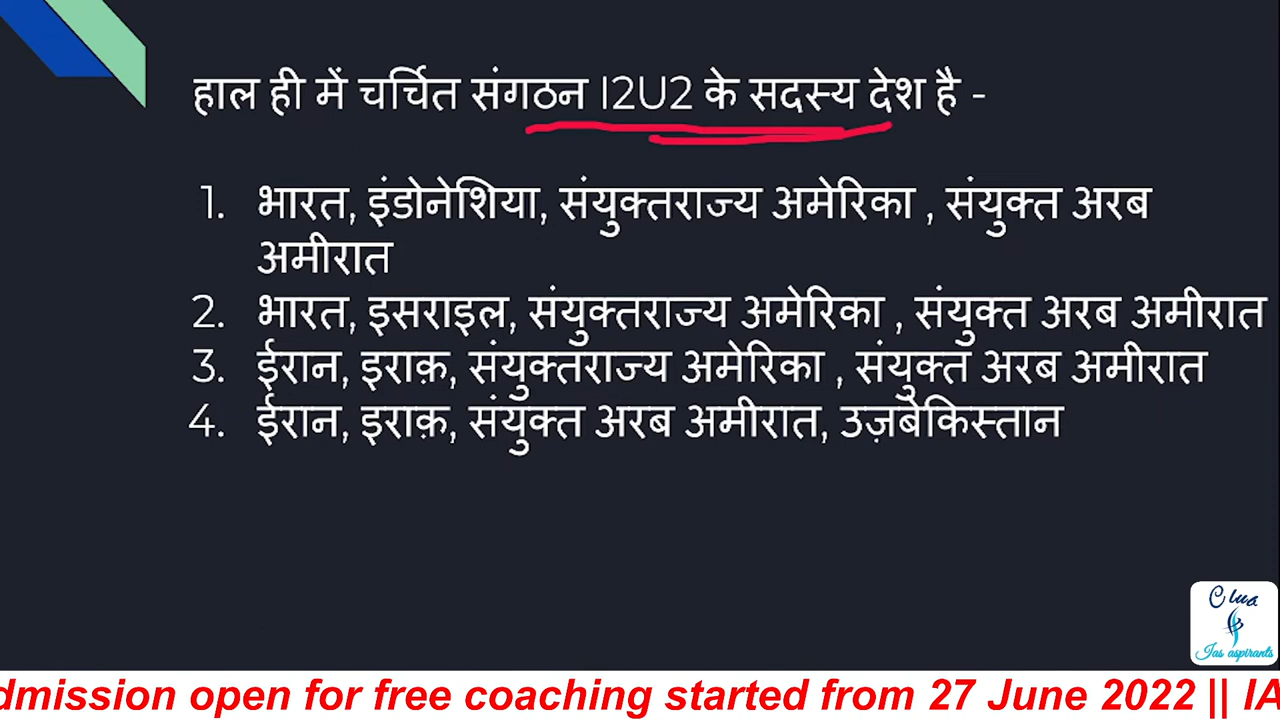 हाल ही में चर्चित संगठन I2U2 के सदस्य देश है -
1. भारत, इंडोनेशिया, संयुक्तराज्य अमेरिका , संयुक्त अरब
अमीरात
2. भारत, इसराइल, संयुक्तराज्य अमेरिका , संयुक्त अरब अमीरात
3. ईरान, इराक़, संयुक्तराज्य अमेरिका , संयुक्त अरब अमीरात
4. ईरान, इराक़, संयुक्त अरब अमीरात, उज़बेकिस्तान
Ias aspirants
dmission open for free coaching started from 27 June 2022 || IA